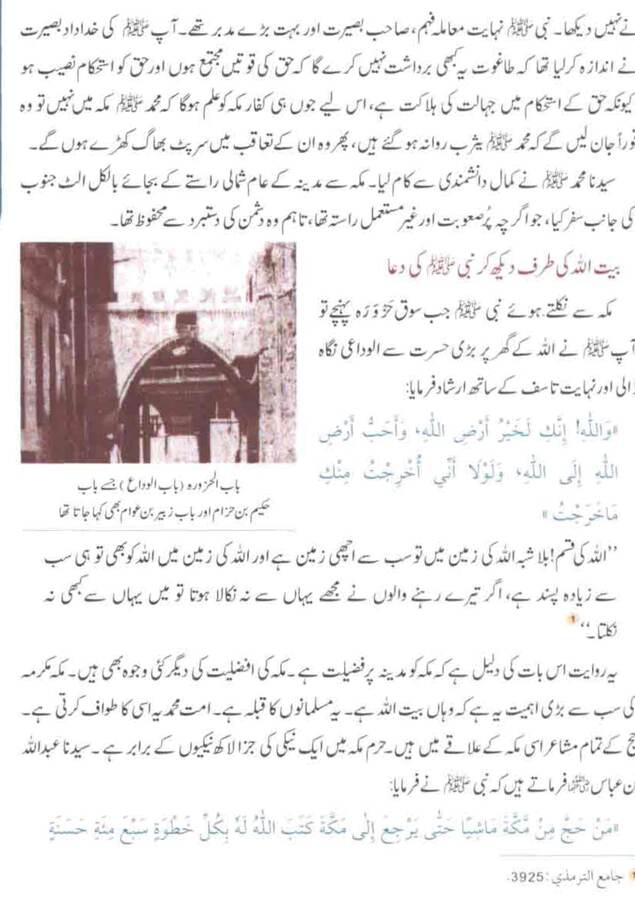 نے نہیں دیکھا۔ نبی ﷺ نہایت معاملہ فہم، صاحب بصیرت اور بہت بڑے مدبر تھے۔ آپ ﷺ کی خداداد بصیرت
نے اندازہ کرلیا تھا کہ طاغوت یہ کبھی برداشت نہیں کرے گا کہ حق کی قوتیں مجتمع ہوں اور حق کو استحکام نصیب ہو
کیونکہ حق کے استحکام میں جہالت کی ہلاکت ہے، اس لیے جوں ہی کفار مکہ کو علم ہوگا کہ محمد ﷺ مکہ میں نہیں تو وہ
فوراً جان لیں گے کہ محمد ﷺ یثرب روانہ ہو گئے ہیں، پھر وہ ان کے تعاقب میں سرپٹ بھاگ کھڑے ہوں گے۔
سیدنا محمد ﷺ نے کمال دانشمندی سے کام لیا۔ مکہ سے مدینہ کے عام شمالی راستے کے بجائے بالکل الٹ جنوب
کی جانب سفر کیا، جو اگرچہ پُرصعوبت اور غیر مستعمل راستہ تھا، تاہم وہ دشمن کی دستبرد سے محفوظ تھا۔
بیت اللہ کی طرف دیکھ کر نبی ﷺ کی دعا
مکہ سے نکلتے ہوئے نبی ﷺ جب سوق حَزْوَرَہ پہنچے تو
آپ ﷺ نے اللہ کے گھر پر بڑی حسرت سے الوداعی نگاہ
ڈالی اور نہایت تاسف کے ساتھ ارشاد فرمایا:
«وَاللّٰهِ! إِنَّكِ لَخَيْرُ أَرْضِ اللّٰهِ، وَأَحَبُّ أَرْضِ
اللّٰهِ إِلَى اللّٰهِ، وَلَوْلَا أَنِّي أُخْرِجْتُ مِنْكِ
مَاخَرَجْتُ»
باب الحزورہ (باب الوداع) جسے باب
حکیم بن حزام اور باب زبیر بن عوام بھی کہا جاتا تھا
”اللہ کی قسم! بلاشبہ اللہ کی زمین میں تو سب سے اچھی زمین ہے اور اللہ کی زمین میں اللہ کو بھی تو ہی سب
سے زیادہ پسند ہے، اگر تیرے رہنے والوں نے مجھے یہاں سے نہ نکالا ہوتا تو میں یہاں سے کبھی نہ
نکلتا۔“ 1
یہ روایت اس بات کی دلیل ہے کہ مکہ کو مدینہ پر فضیلت ہے۔ مکہ کی افضلیت کی دیگر کئی وجوہ بھی ہیں۔ مکہ مکرمہ
کی سب سے بڑی اہمیت یہ ہے کہ وہاں بیت اللہ ہے۔ یہ مسلمانوں کا قبلہ ہے۔ امت محمدیہ اسی کا طواف کرتی ہے۔
حج کے تمام مشاعر اسی مکہ کے علاقے میں ہیں۔ حرم مکہ میں ایک نیکی کی جزا لاکھ نیکیوں کے برابر ہے۔ سیدنا عبداللہ
بن عباس رضی اللہ عنہما فرماتے ہیں کہ نبی ﷺ نے فرمایا:
«مَنْ حَجَّ مِنْ مَّكَّةَ مَاشِيًا حَتّٰى يَرْجِعَ إِلٰى مَكَّةَ كَتَبَ اللّٰهُ لَهٗ بِكُلِّ خَطْوَةٍ سَبْعَ مِئَةِ حَسَنَةٍ
1 جامع الترمذي: 3925.